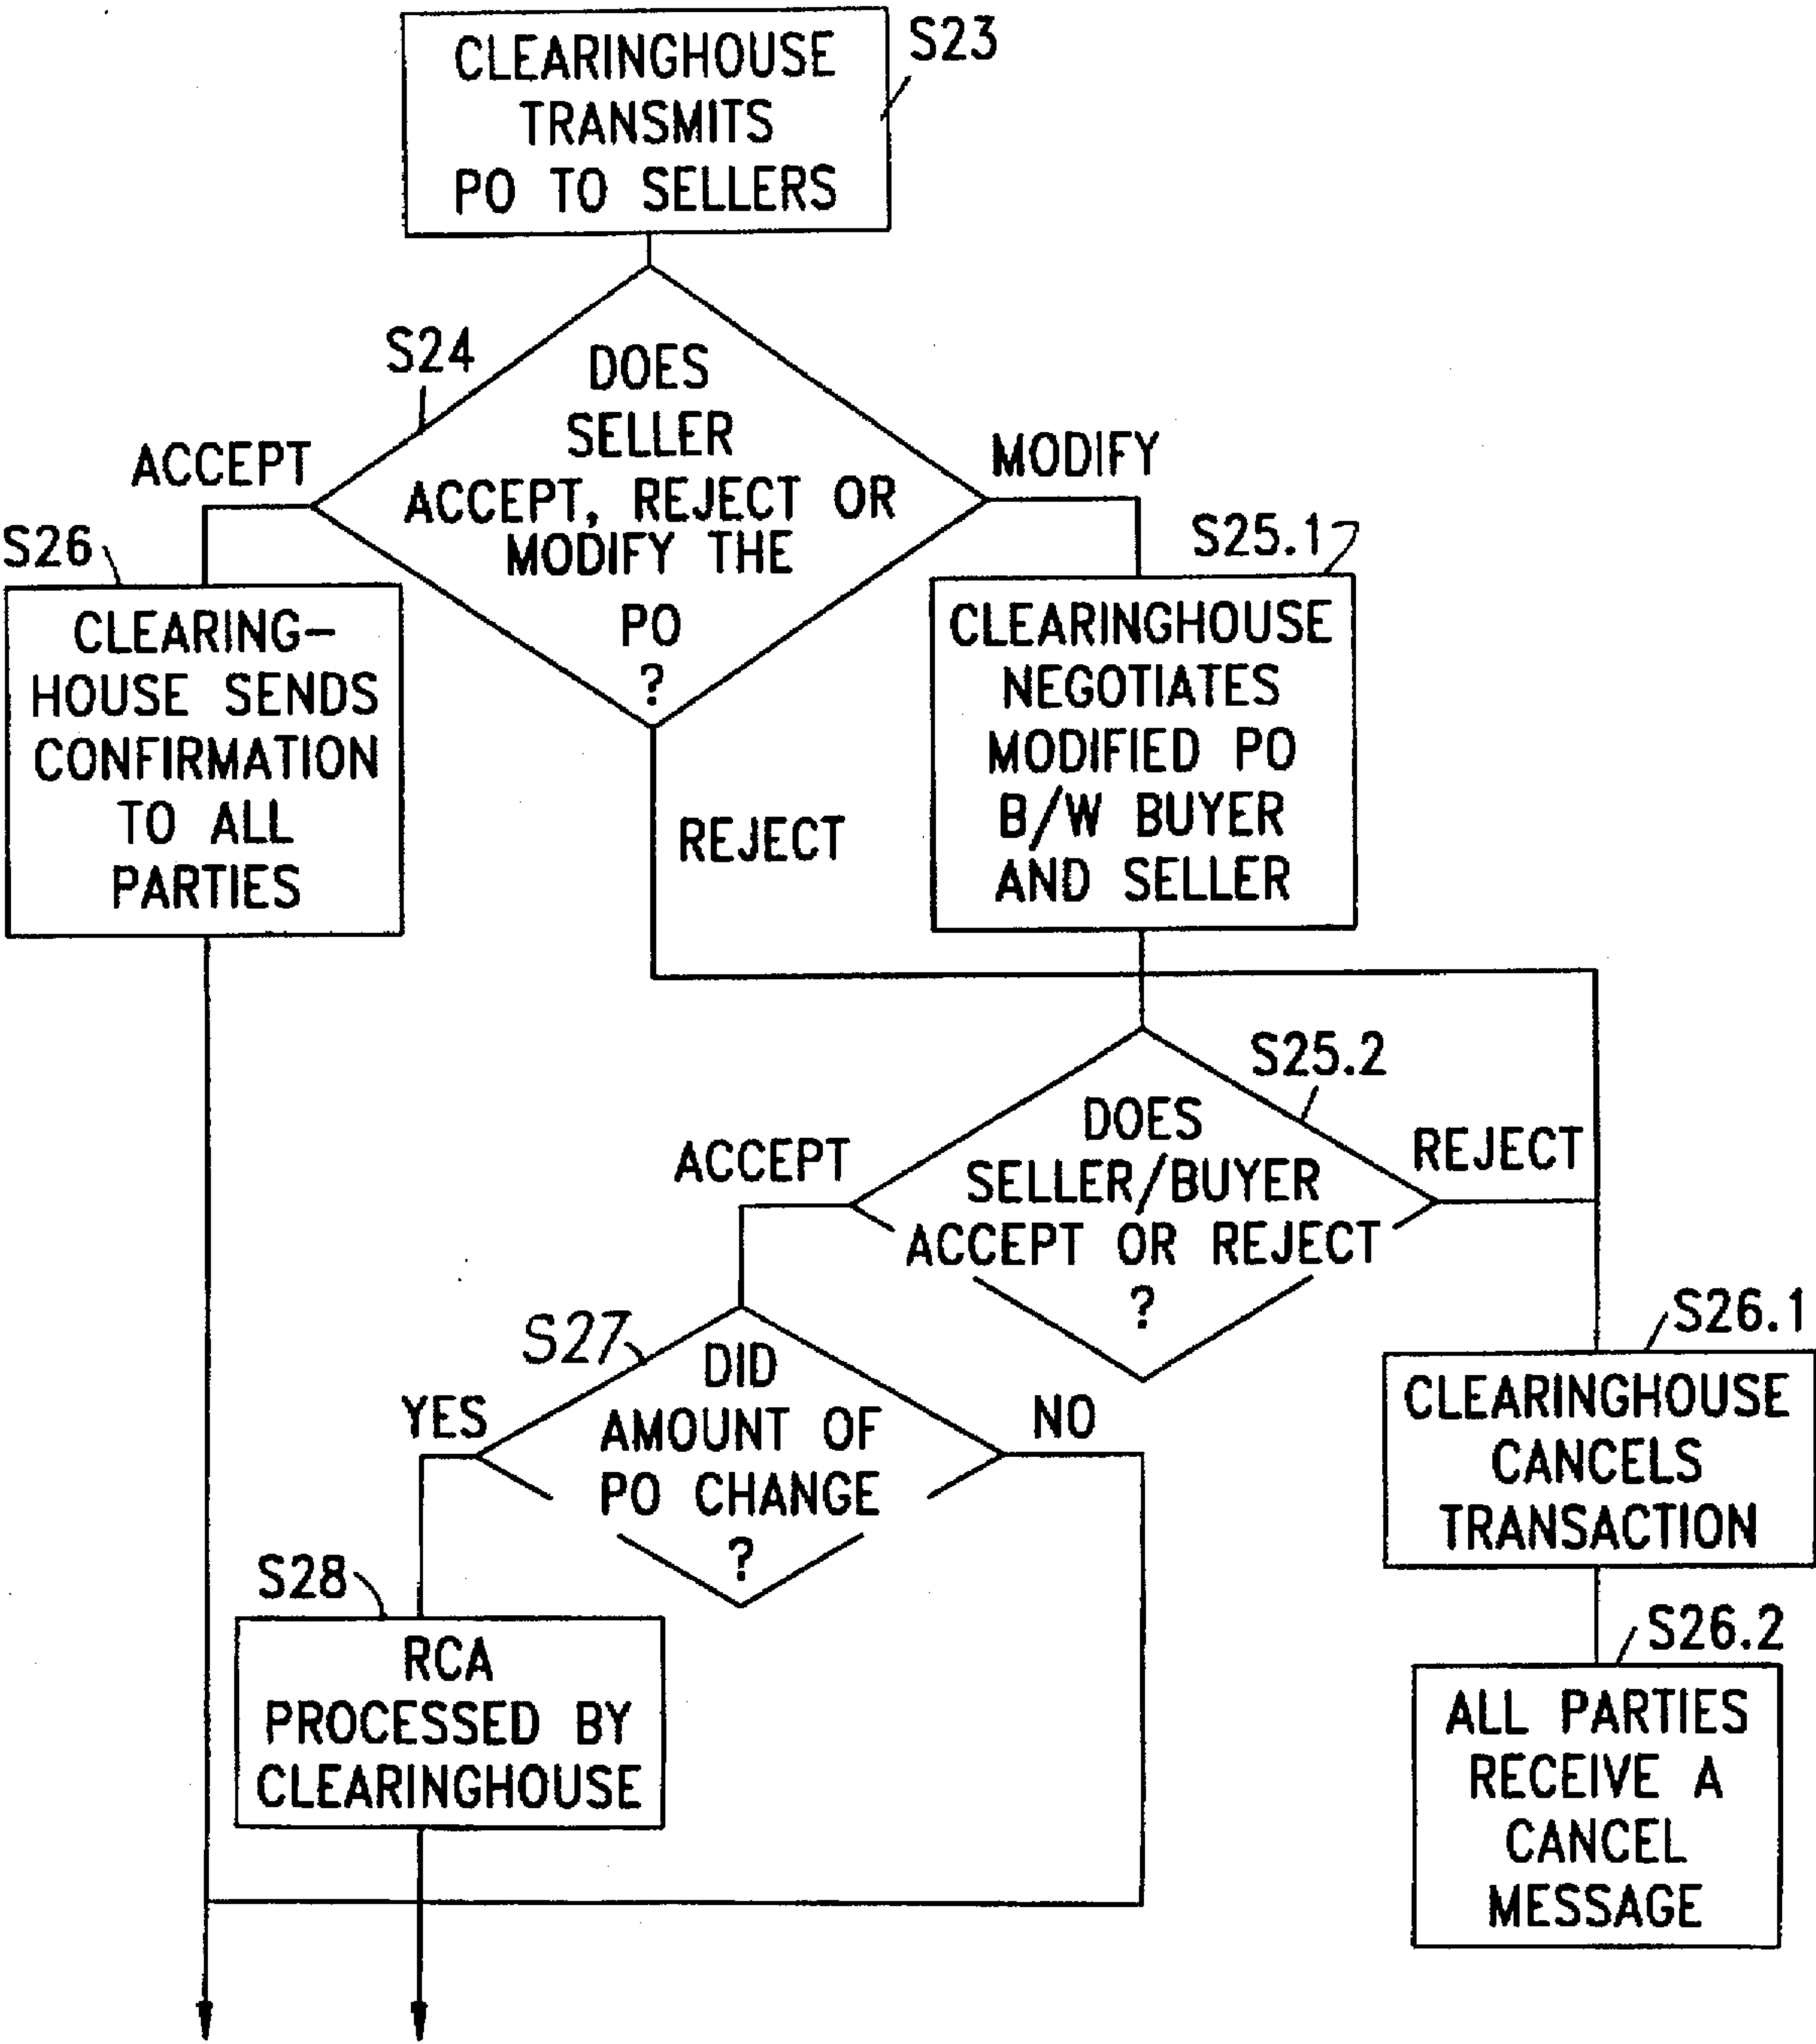 CLEARINGHOUSE
TRANSMITS
PO TO SELLERS
S23
S24
DOES
SELLER
ACCEPT, REJECT OR
MODIFY THE
PO
?
ACCEPT
MODIFY
REJECT
S26
CLEARING-
HOUSE SENDS
CONFIRMATION
TO ALL
PARTIES
S25.1
CLEARINGHOUSE
NEGOTIATES
MODIFIED PO
B/W BUYER
AND SELLER
S25.2
DOES
SELLER/BUYER
ACCEPT OR REJECT
?
ACCEPT
REJECT
S27
DID
AMOUNT OF
PO CHANGE
?
YES
NO
S28
RCA
PROCESSED BY
CLEARINGHOUSE
S26.1
CLEARINGHOUSE
CANCELS
TRANSACTION
S26.2
ALL PARTIES
RECEIVE A
CANCEL
MESSAGE